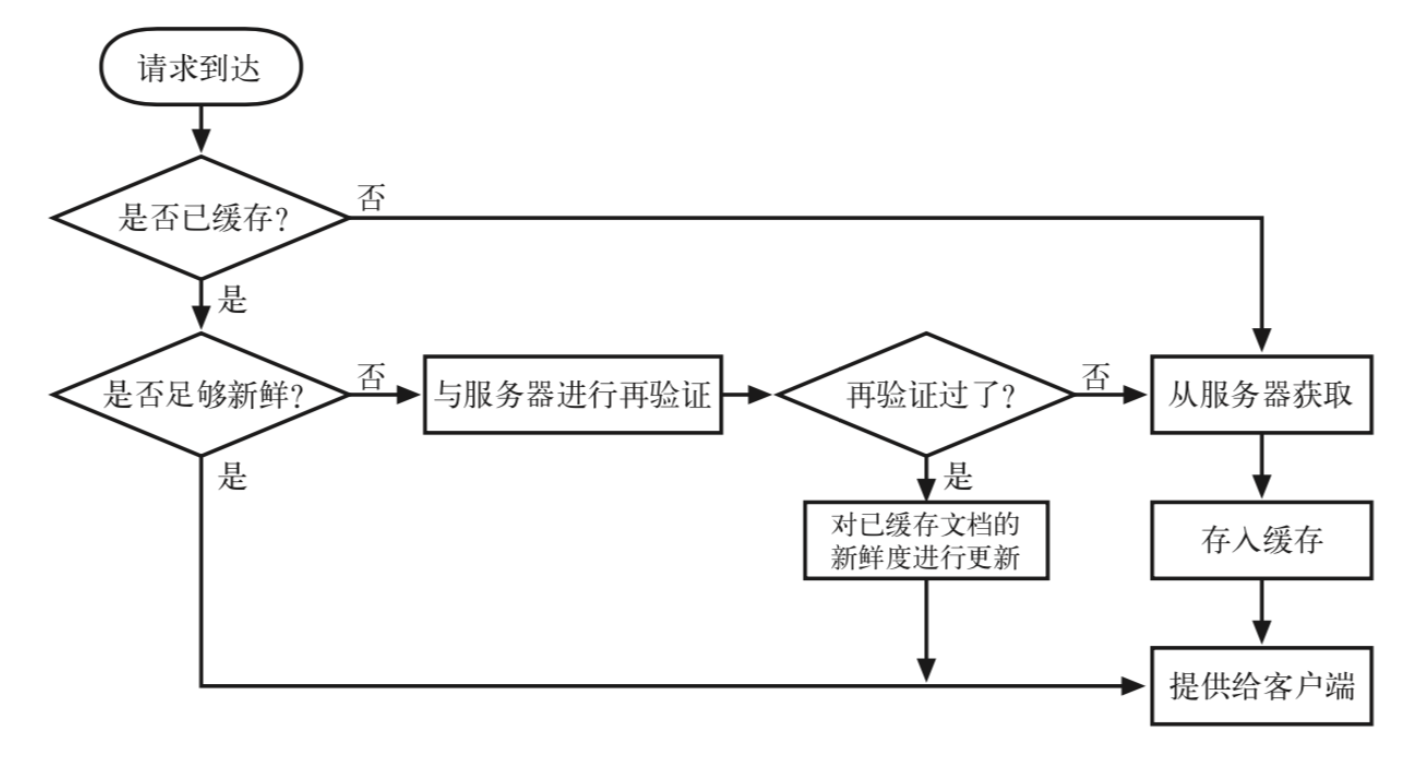 请求到达
是否已缓存?
否
是
是否足够新鲜?
否
与服务器进行再验证
再验证过了?
否
从服务器获取
是
是
对已缓存文档的
新鲜度进行更新
存入缓存
提供给客户端